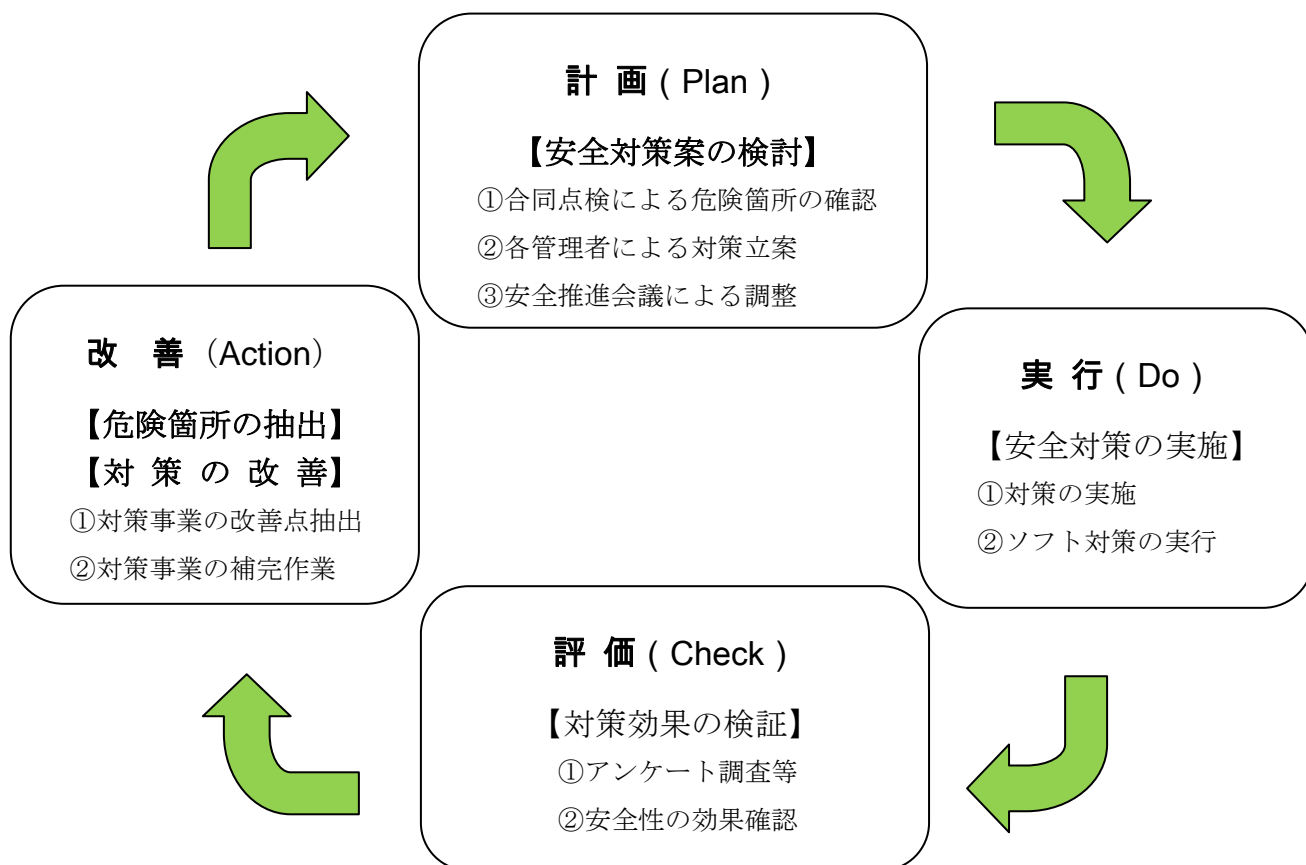 計 画 ( Plan )
【安全対策案の検討】
①合同点検による危険箇所の確認
②各管理者による対策立案
③安全推進会議による調整
実 行 ( Do )
【安全対策の実施】
①対策の実施
②ソフト対策の実行
評 価 ( Check )
【対策効果の検証】
①アンケート調査等
②安全性の効果確認
改 善（Action）
【危険箇所の抽出】
【対 策 の 改 善】
①対策事業の改善点抽出
②対策事業の補完作業